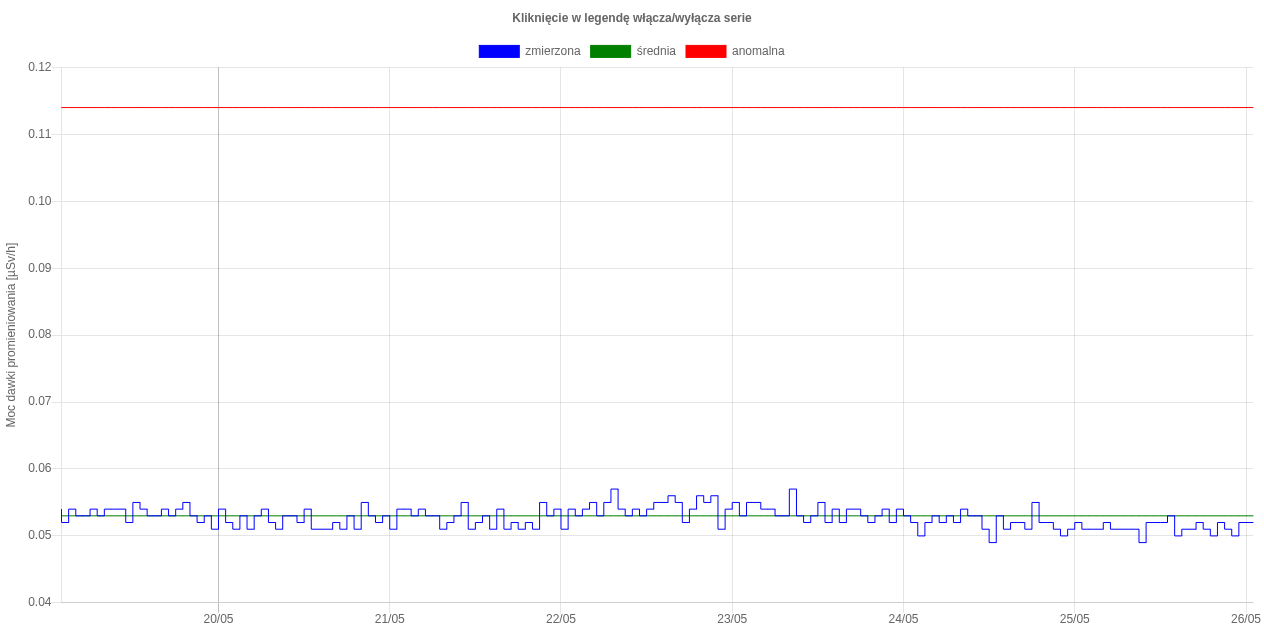 Kliknięcie w legendę włącza/wyłącza serie
zmierzona średnia anomalna
Moc dawki promieniowania [µSv/h]
0.12
0.11
0.10
0.09
0.08
0.07
0.06
0.05
0.04
20/05 21/05 22/05 23/05 24/05 25/05 26/05